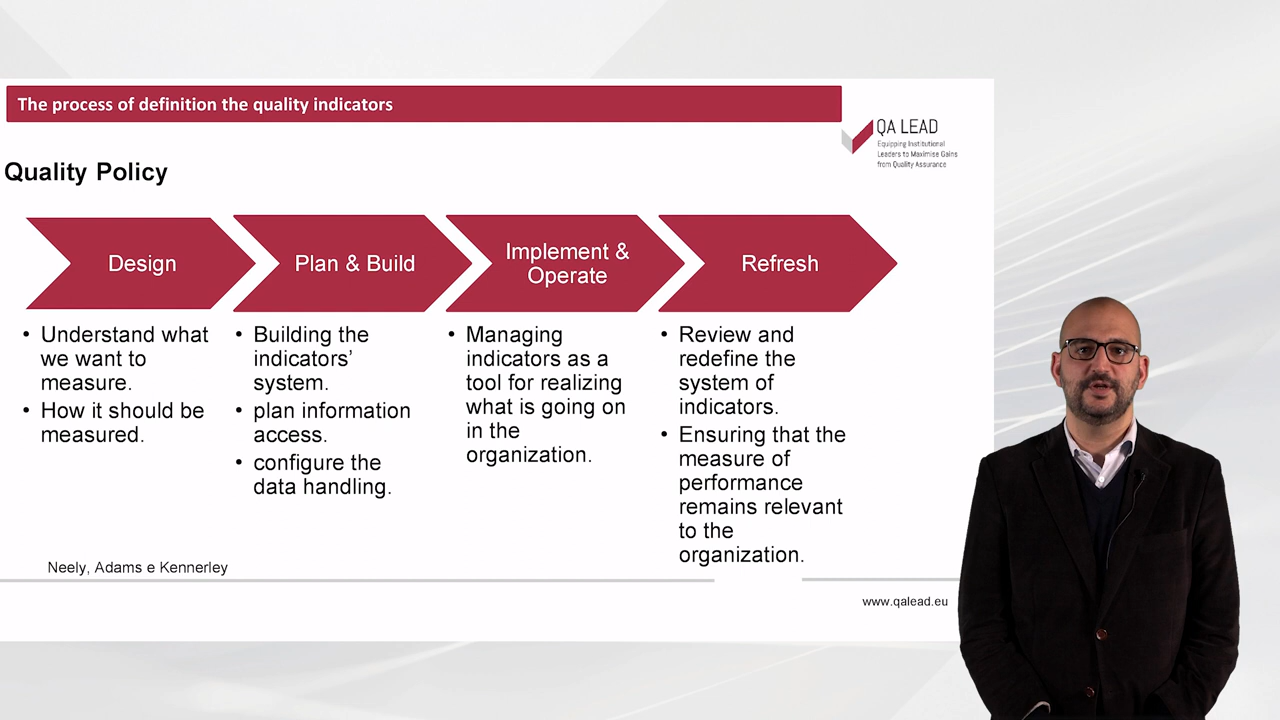 The process of definition the quality indicators
QA LEAD
Equipping Institutional
Leaders to Maximise Gains
from Quality Assurance
Quality Policy
Design
Plan & Build
Implement &
Operate
Refresh
• Understand what
we want to
measure.
• How it should be
measured.
• Building the
indicators’
system.
• plan information
access.
• configure the
data handling.
• Managing
indicators as a
tool for realizing
what is going on
in the
organization.
• Review and
redefine the
system of
indicators.
• Ensuring that the
measure of
performance
remains relevant
to the
organization.
Neely, Adams e Kennerley
www.qalead.eu